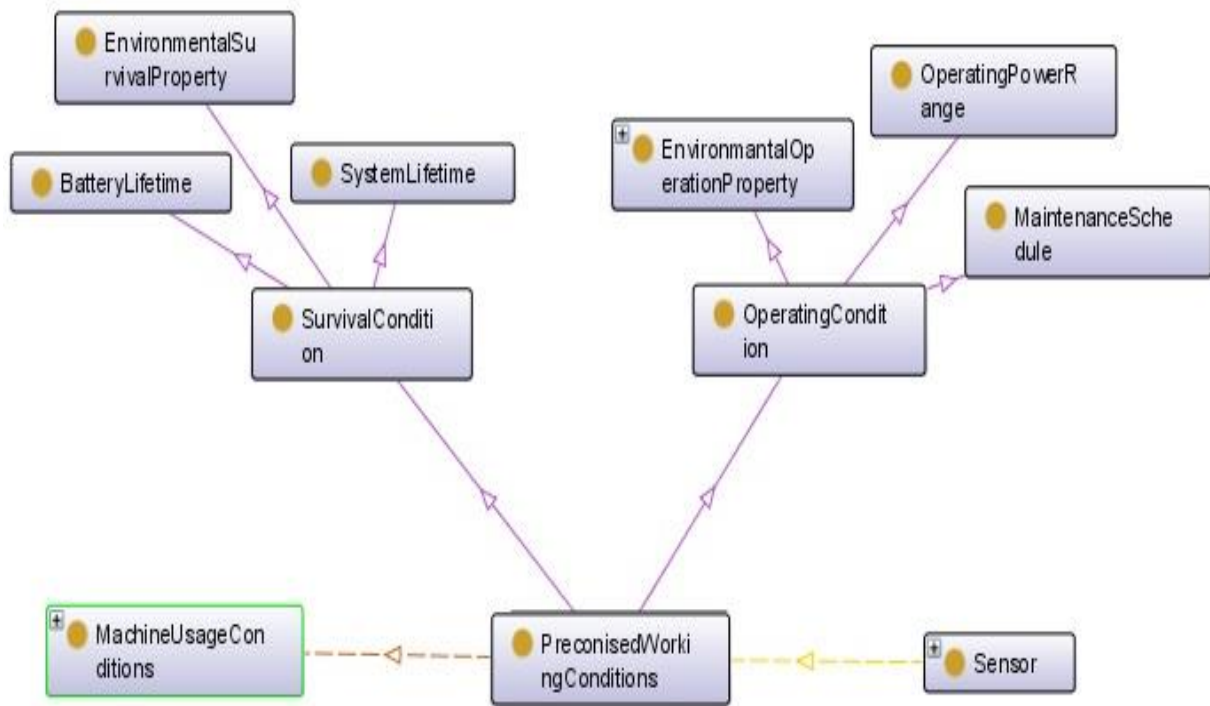 EnvironmentalSu
rvivalProperty
OperatingPowerR
ange
EnvironmantalOp
erationProperty
BatteryLifetime
SystemLifetime
MaintenanceSche
dule
SurvivalConditi
on
OperatingCondit
ion
MachineUsageCon
ditions
PreconisedWorki
ngConditions
Sensor